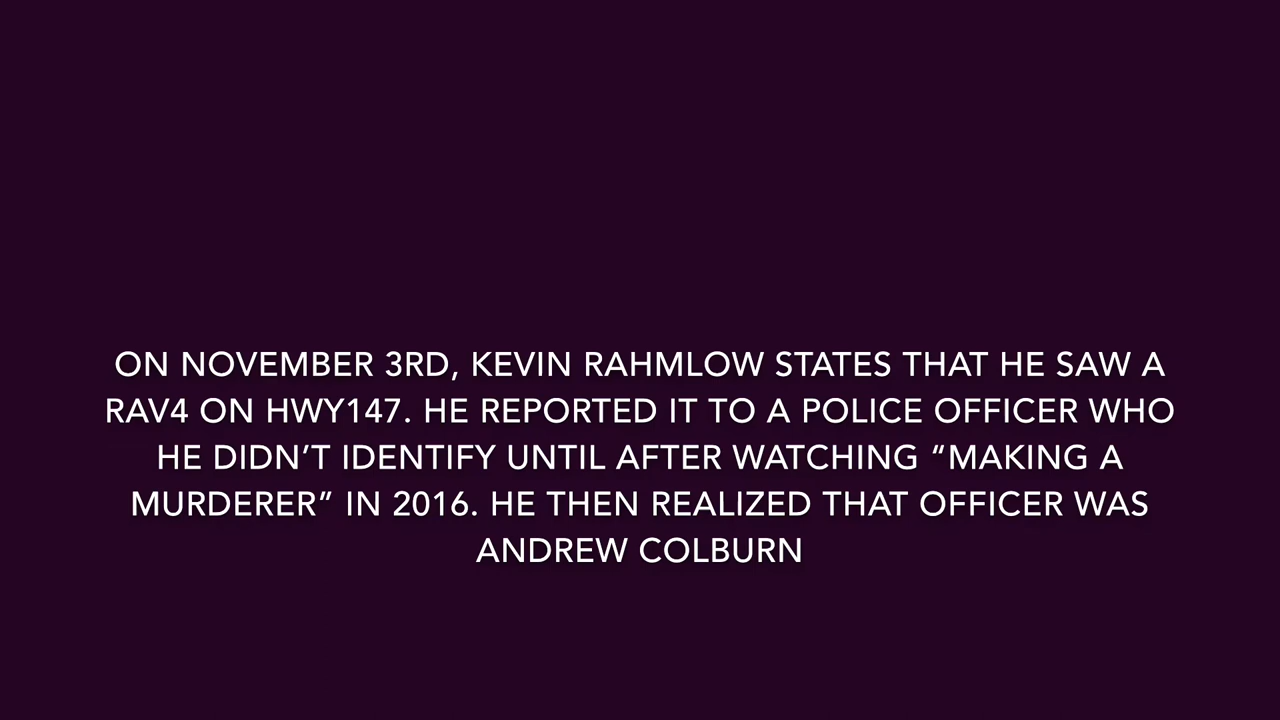 ON NOVEMBER 3RD, KEVIN RAHMLOW STATES THAT HE SAW A
RAV4 ON HWY147. HE REPORTED IT TO A POLICE OFFICER WHO
HE DIDN’T IDENTIFY UNTIL AFTER WATCHING “MAKING A
MURDERER” IN 2016. HE THEN REALIZED THAT OFFICER WAS
ANDREW COLBURN